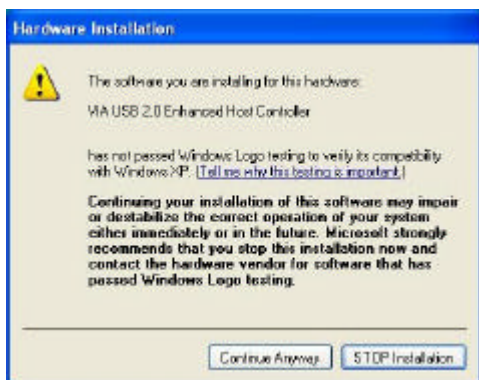 Hardware Installation
The software you are installing for this hardware:
VIA USB 2.0 Enhanced Host Controller
has not passed Windows Logo testing to verify its compatibility
with Windows XP. (Tell me why this testing is important.)
Continuing your installation of this software may impair
or destabilize the correct operation of your system
either immediately or in the future. Microsoft strongly
recommends that you stop this installation now and
contact the hardware vendor for software that has
passed Windows Logo testing.
Continue Anyway
STOP Installation